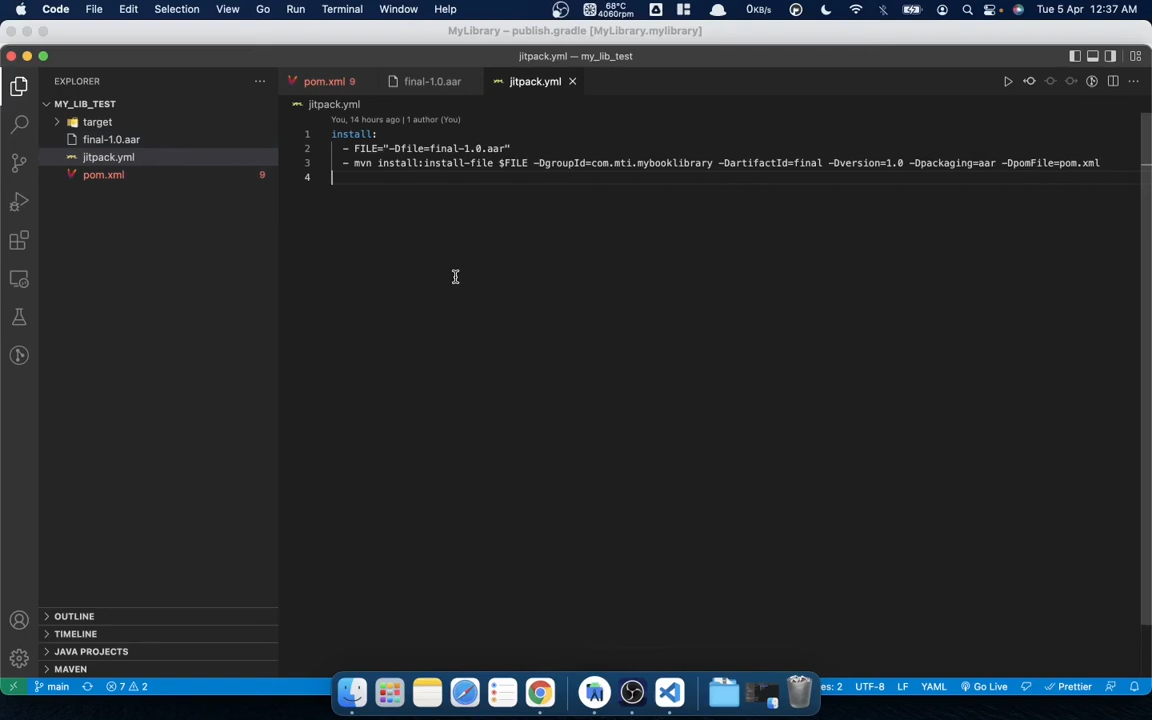 Code File Edit Selection View Go Run Terminal Window Help 68°C 4060rpm 0KB/s Tue 5 Apr 12:37 AM
MyLibrary – publish.gradle [MyLibrary.mylibrary]
jitpack.yml — my_lib_test
EXPLORER
pom.xml 9
final-1.0.aar
jitpack.yml
MY_LIB_TEST
target
final-1.0.aar
jitpack.yml
pom.xml 9
jitpack.yml
You, 14 hours ago | 1 author (You)
1 install:
2 - FILE="-Dfile=final-1.0.aar"
3 - mvn install:install-file $FILE -DgroupId=com.mti.mybooklibrary -DartifactId=final -Dversion=1.0 -Dpackaging=aar -DpomFile=pom.xml
4
OUTLINE
TIMELINE
JAVA PROJECTS
MAVEN
main 7 2 es: 2 UTF-8 LF YAML Go Live Prettier